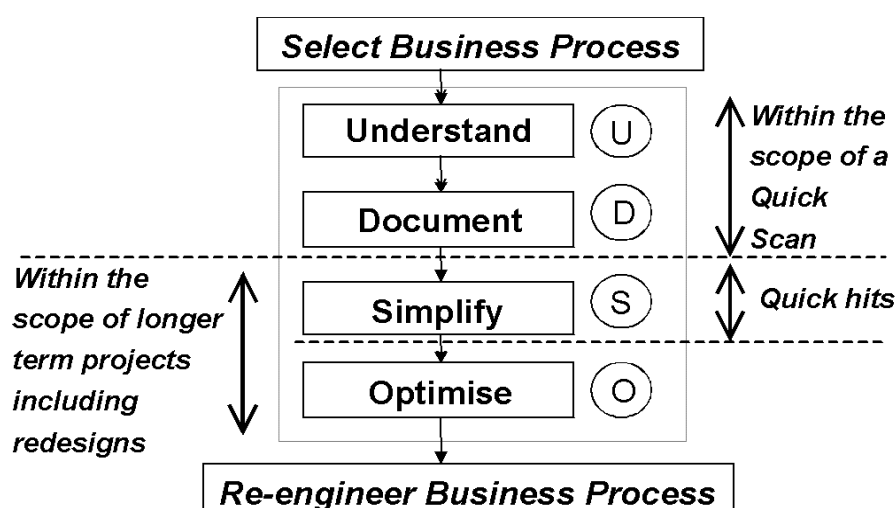 Select Business Process
Understand
U
Within the
scope of a
Quick
Scan
Document
D
Within the
scope of longer
term projects
including
redesigns
Simplify
S
Quick hits
Optimise
O
Re-engineer Business Process